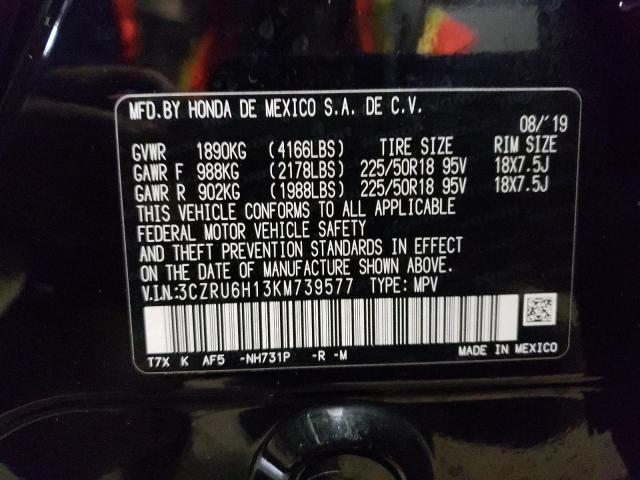 MFD.BY HONDA DE MEXICO S.A. DE C.V.
08/'19
GVWR 1890KG (4166LBS) TIRE SIZE RIM SIZE
GAWR F 988KG (2178LBS) 225/50R18 95V 18X7.5J
GAWR R 902KG (1988LBS) 225/50R18 95V 18X7.5J
THIS VEHICLE CONFORMS TO ALL APPLICABLE
FEDERAL MOTOR VEHICLE SAFETY
AND THEFT PREVENTION STANDARDS IN EFFECT
ON THE DATE OF MANUFACTURE SHOWN ABOVE.
V.I.N.:3CZRU6H13KM739577 TYPE: MPV
T7X K AF5 -NH731P -R -M MADE IN MEXICO